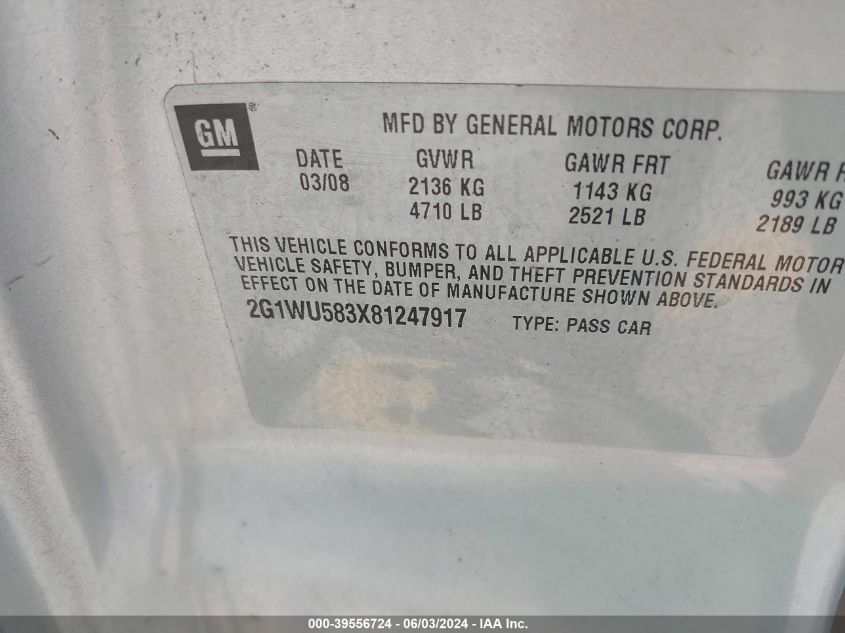 GM®
MFD BY GENERAL MOTORS CORP.
DATE GVWR GAWR FRT GAWR
03/08 2136 KG 1143 KG 993 KG
4710 LB 2521 LB 2189 LB
THIS VEHICLE CONFORMS TO ALL APPLICABLE U.S. FEDERAL MOTOR
VEHICLE SAFETY, BUMPER, AND THEFT PREVENTION STANDARDS IN
EFFECT ON THE DATE OF MANUFACTURE SHOWN ABOVE.
2G1WU583X81247917 TYPE: PASS CAR
000-39556724 - 06/03/2024 - IAA Inc.